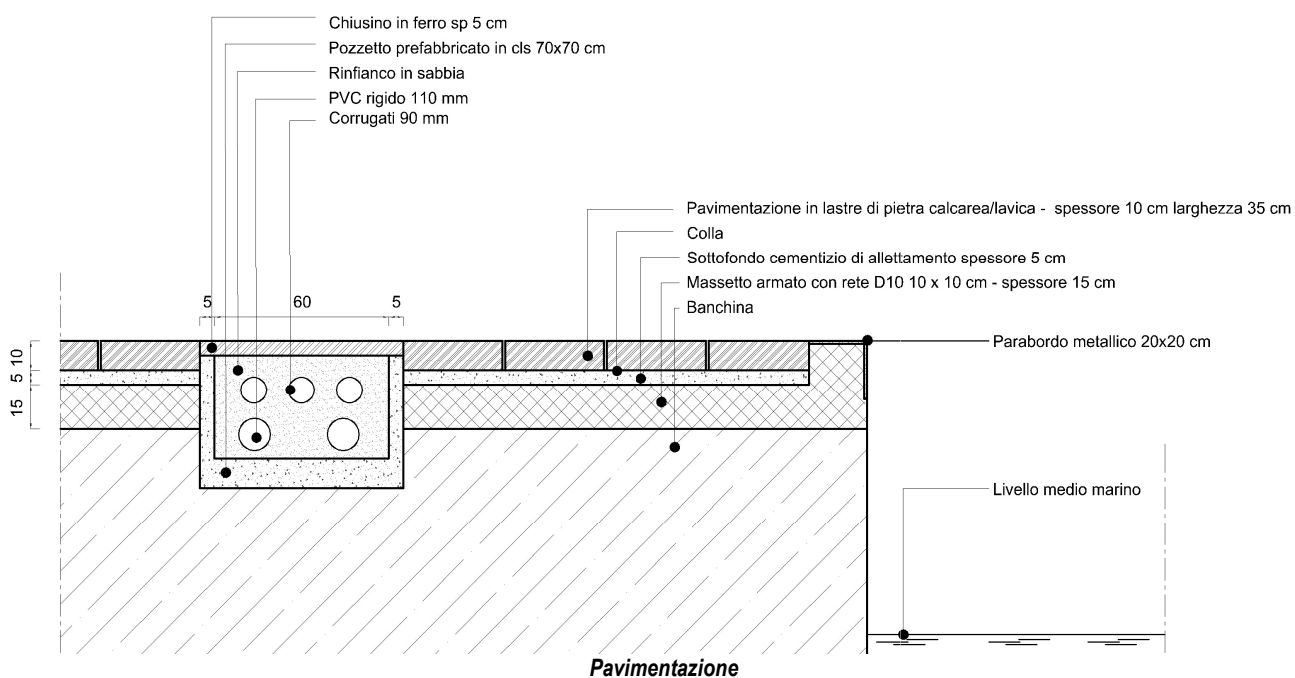 Chiusino in ferro sp 5 cm
Pozzetto prefabbricato in cls 70x70 cm
Rinfianco in sabbia
PVC rigido 110 mm
Corrugati 90 mm
Pavimentazione in lastre di pietra calcarea/lavica - spessore 10 cm larghezza 35 cm
Colla
Sottofondo cementizio di allettamento spessore 5 cm
Massetto armato con rete D10 10 x 10 cm - spessore 15 cm
Banchina
5 60 5
Parabordo metallico 20x20 cm
10
5
15
Livello medio marino
Pavimentazione